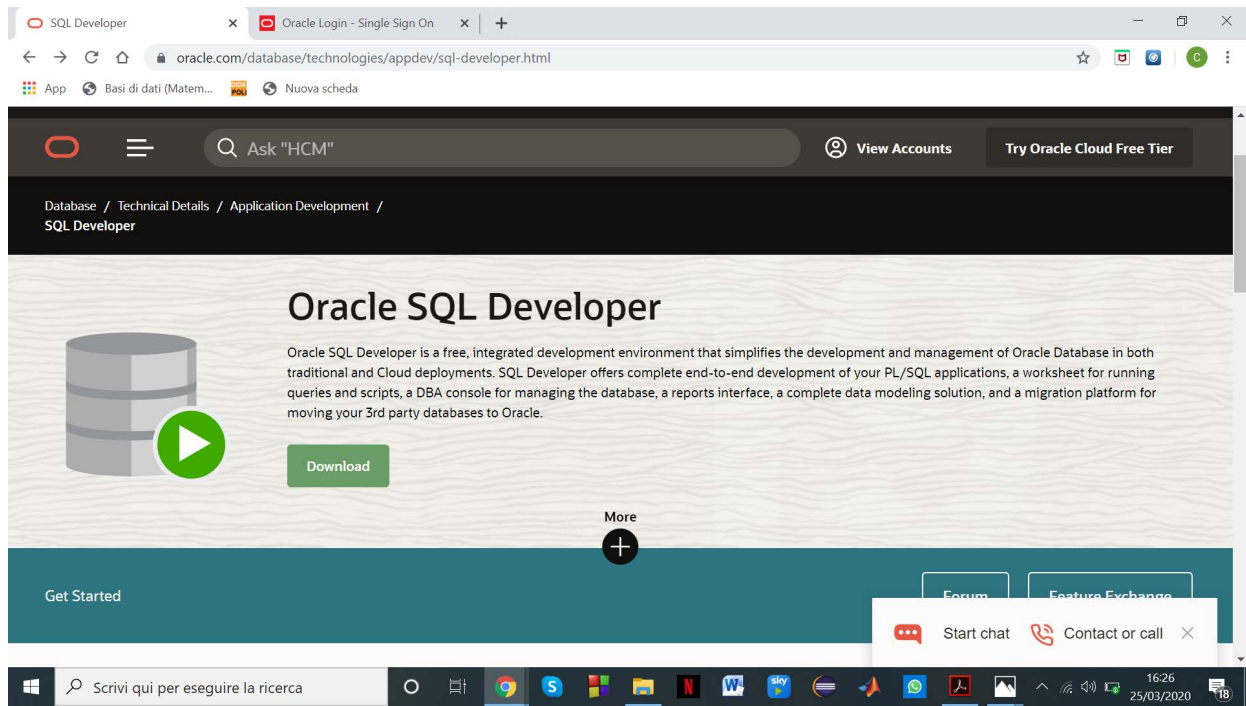 SQL Developer
Oracle Login - Single Sign On
oracle.com/database/technologies/appdev/sql-developer.html
C
App Basi di dati (Matem... Nuova scheda
Ask "HCM" View Accounts Try Oracle Cloud Free Tier
Database / Technical Details / Application Development /
SQL Developer
Oracle SQL Developer
Oracle SQL Developer is a free, integrated development environment that simplifies the development and management of Oracle Database in both
traditional and Cloud deployments. SQL Developer offers complete end-to-end development of your PL/SQL applications, a worksheet for running
queries and scripts, a DBA console for managing the database, a reports interface, a complete data modeling solution, and a migration platform for
moving your 3rd party databases to Oracle.
Download
More
Get Started Forum Feature Exchange
Start chat Contact or call
Scrivi qui per eseguire la ricerca
16:26
25/03/2020
18